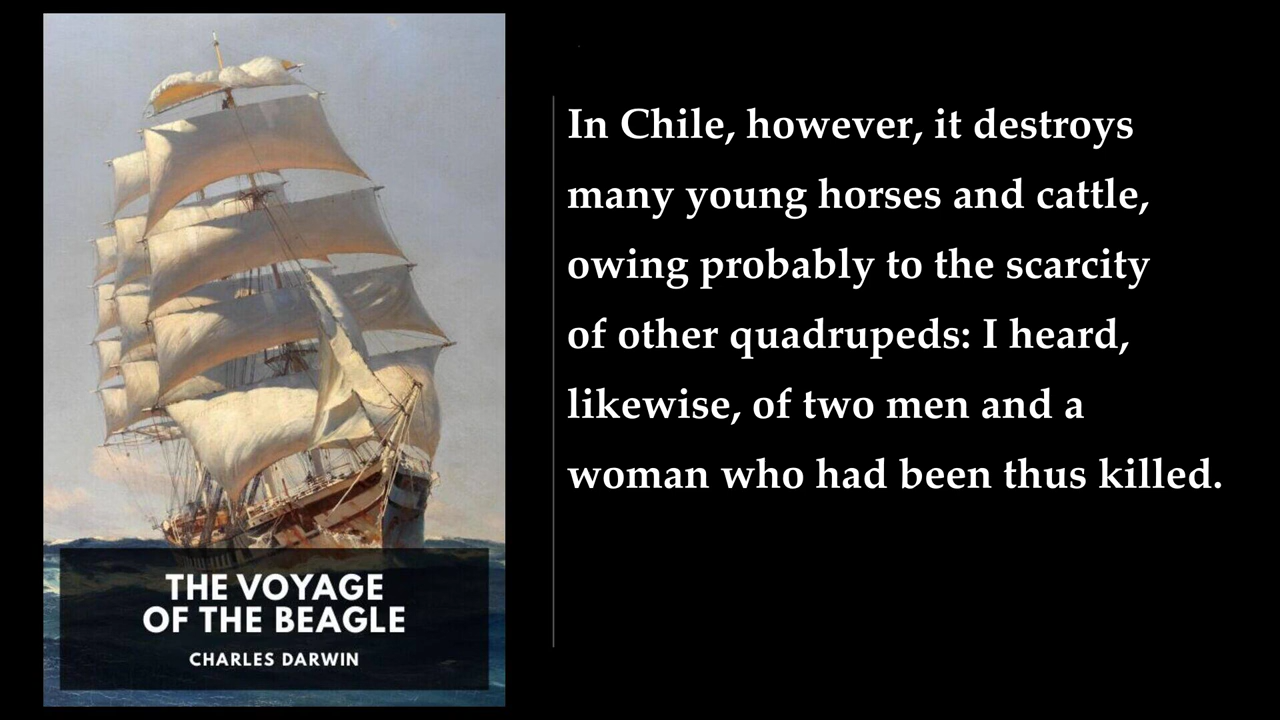 In Chile, however, it destroys
many young horses and cattle,
owing probably to the scarcity
of other quadrupeds: I heard,
likewise, of two men and a
woman who had been thus killed.
THE VOYAGE
OF THE BEAGLE
CHARLES DARWIN